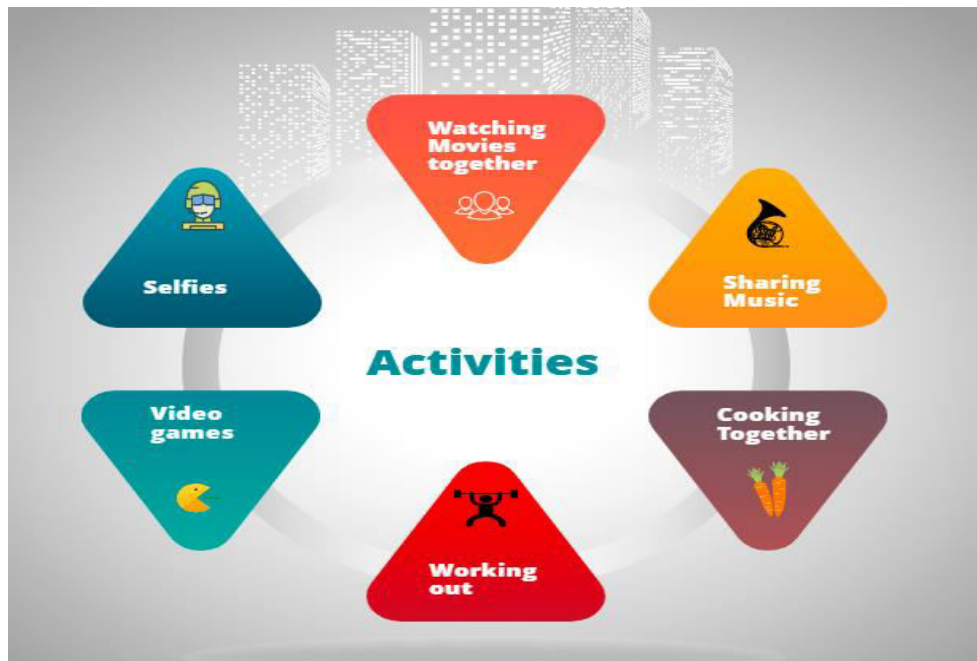 Watching
Movies
together
Selfies
Sharing
Music
Activities
Video
games
Cooking
Together
Working
out